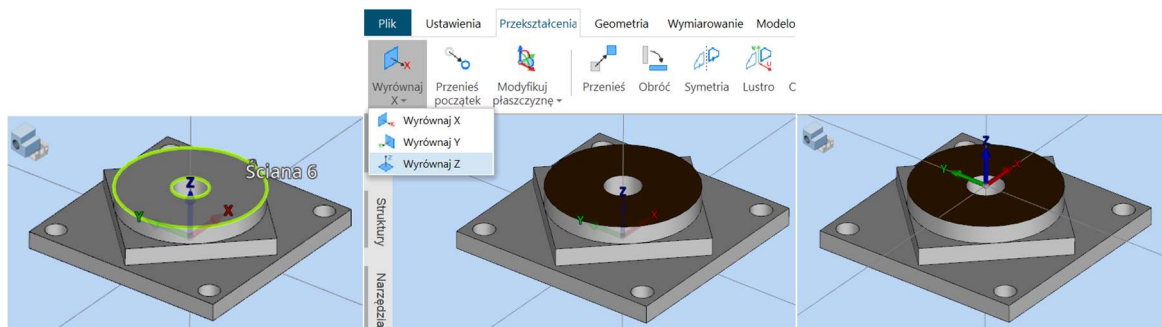 Plik Ustawienia Przekształcenia Geometria Wymiarowanie Modelo
Wyrównaj X Przenieś początek Modyfikuj płaszczyznę Przenieś Obróć Symetria Lustro C
Wyrównaj X
Wyrównaj Y
Wyrównaj Z
Struktury
Narzędzia
Ściana 6
Z
Y
X
Z
Y
X
Z
Y
X